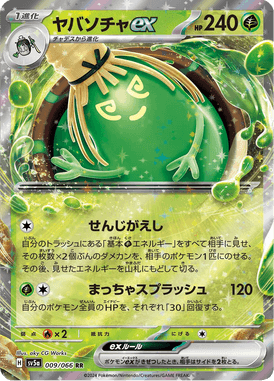 1進化
ヤバソチャex
HP240
チャデスから進化
せんじがえし
自分のトラッシュにある「基本エネルギー」をすべて相手に見せ、
その枚数×2個ぶんのダメカンを、相手のポケモン1匹にのせる。
その後、見せたエネルギーを山札にもどして切る。
まっちゃスプラッシュ 120
自分のポケモン全員のHPを、それぞれ「30」回復する。
弱点 ×2 抵抗力 にげる
Illus. aky CG Works
H sv5a 009/066 RR
exルール
ポケモンexがきぜつしたとき、相手はサイドを2枚とる。
©2024 Pokémon/Nintendo/Creatures/GAME FREAK